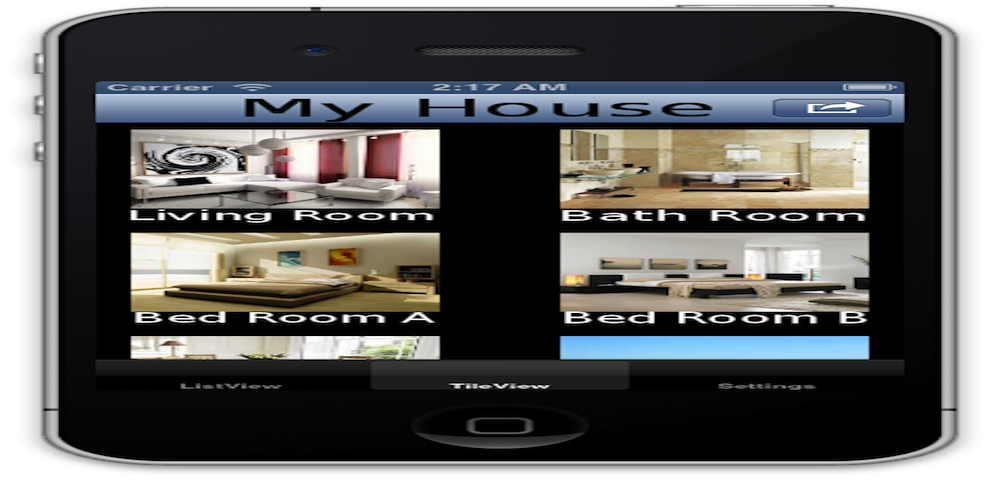 Carrier 2:17 AM
My House
Living Room Bath Room
Bed Room A Bed Room B
ListView TileView Settings